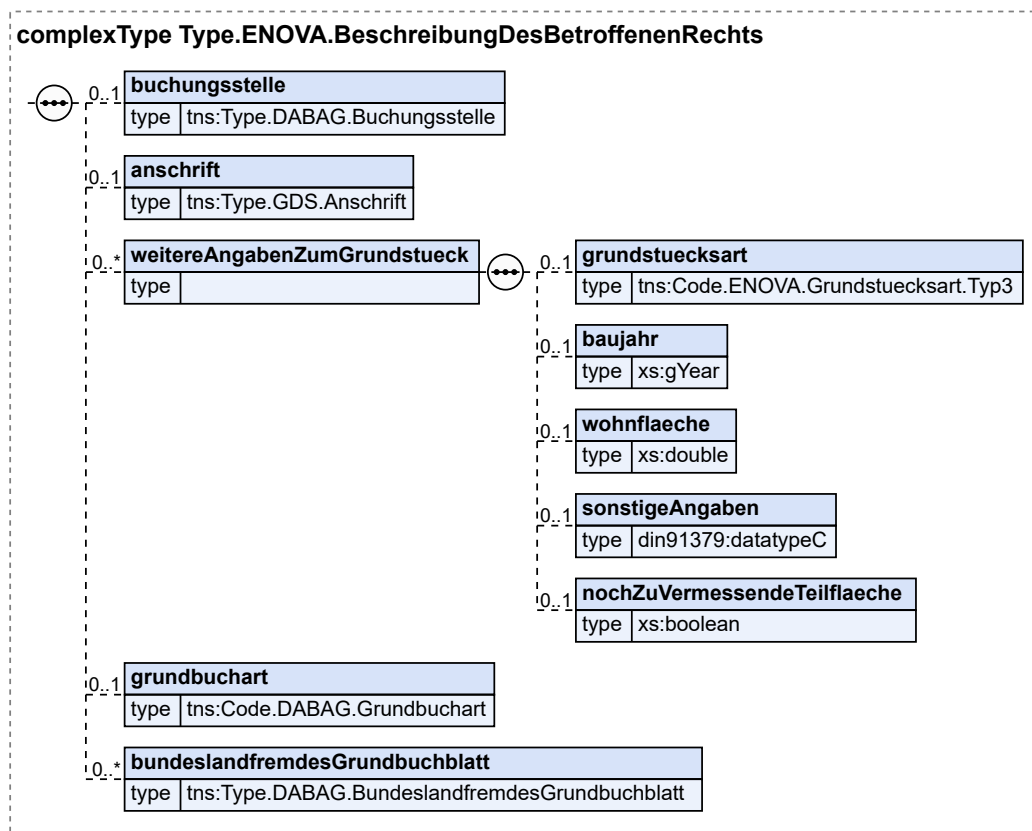 complexType Type.ENOVA.BeschreibungDesBetroffenenRechts
0..1 buchungsstelle
type tns:Type.DABAG.Buchungsstelle
0..1 anschrift
type tns:Type.GDS.Anschrift
0..* weitereAngabenZumGrundstueck
type
0..1 grundstuecksart
type tns:Code.ENOVA.Grundstuecksart.Typ3
0..1 baujahr
type xs:gYear
0..1 wohnflaeche
type xs:double
0..1 sonstigeAngaben
type din91379:datatypeC
0..1 nochZuVermessendeTeilflaeche
type xs:boolean
0..1 grundbuchart
type tns:Code.DABAG.Grundbuchart
0..* bundeslandfremdesGrundbuchblatt
type tns:Type.DABAG.BundeslandfremdesGrundbuchblatt